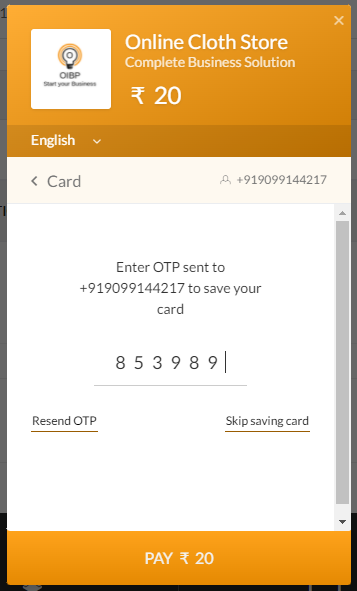 Online Cloth Store
Complete Business Solution
₹ 20
OIBP
Start your Business
English
Card
+919099144217
Enter OTP sent to
+919099144217 to save your
card
853989
Resend OTP
Skip saving card
PAY ₹ 20